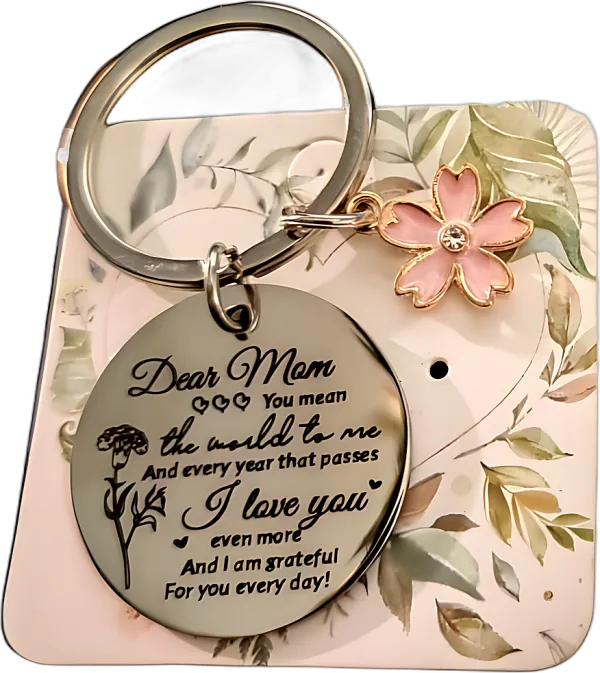 Dear Mom
You mean
the world to me
And every year that passes
I love you
even more
And I am grateful
For you every day!